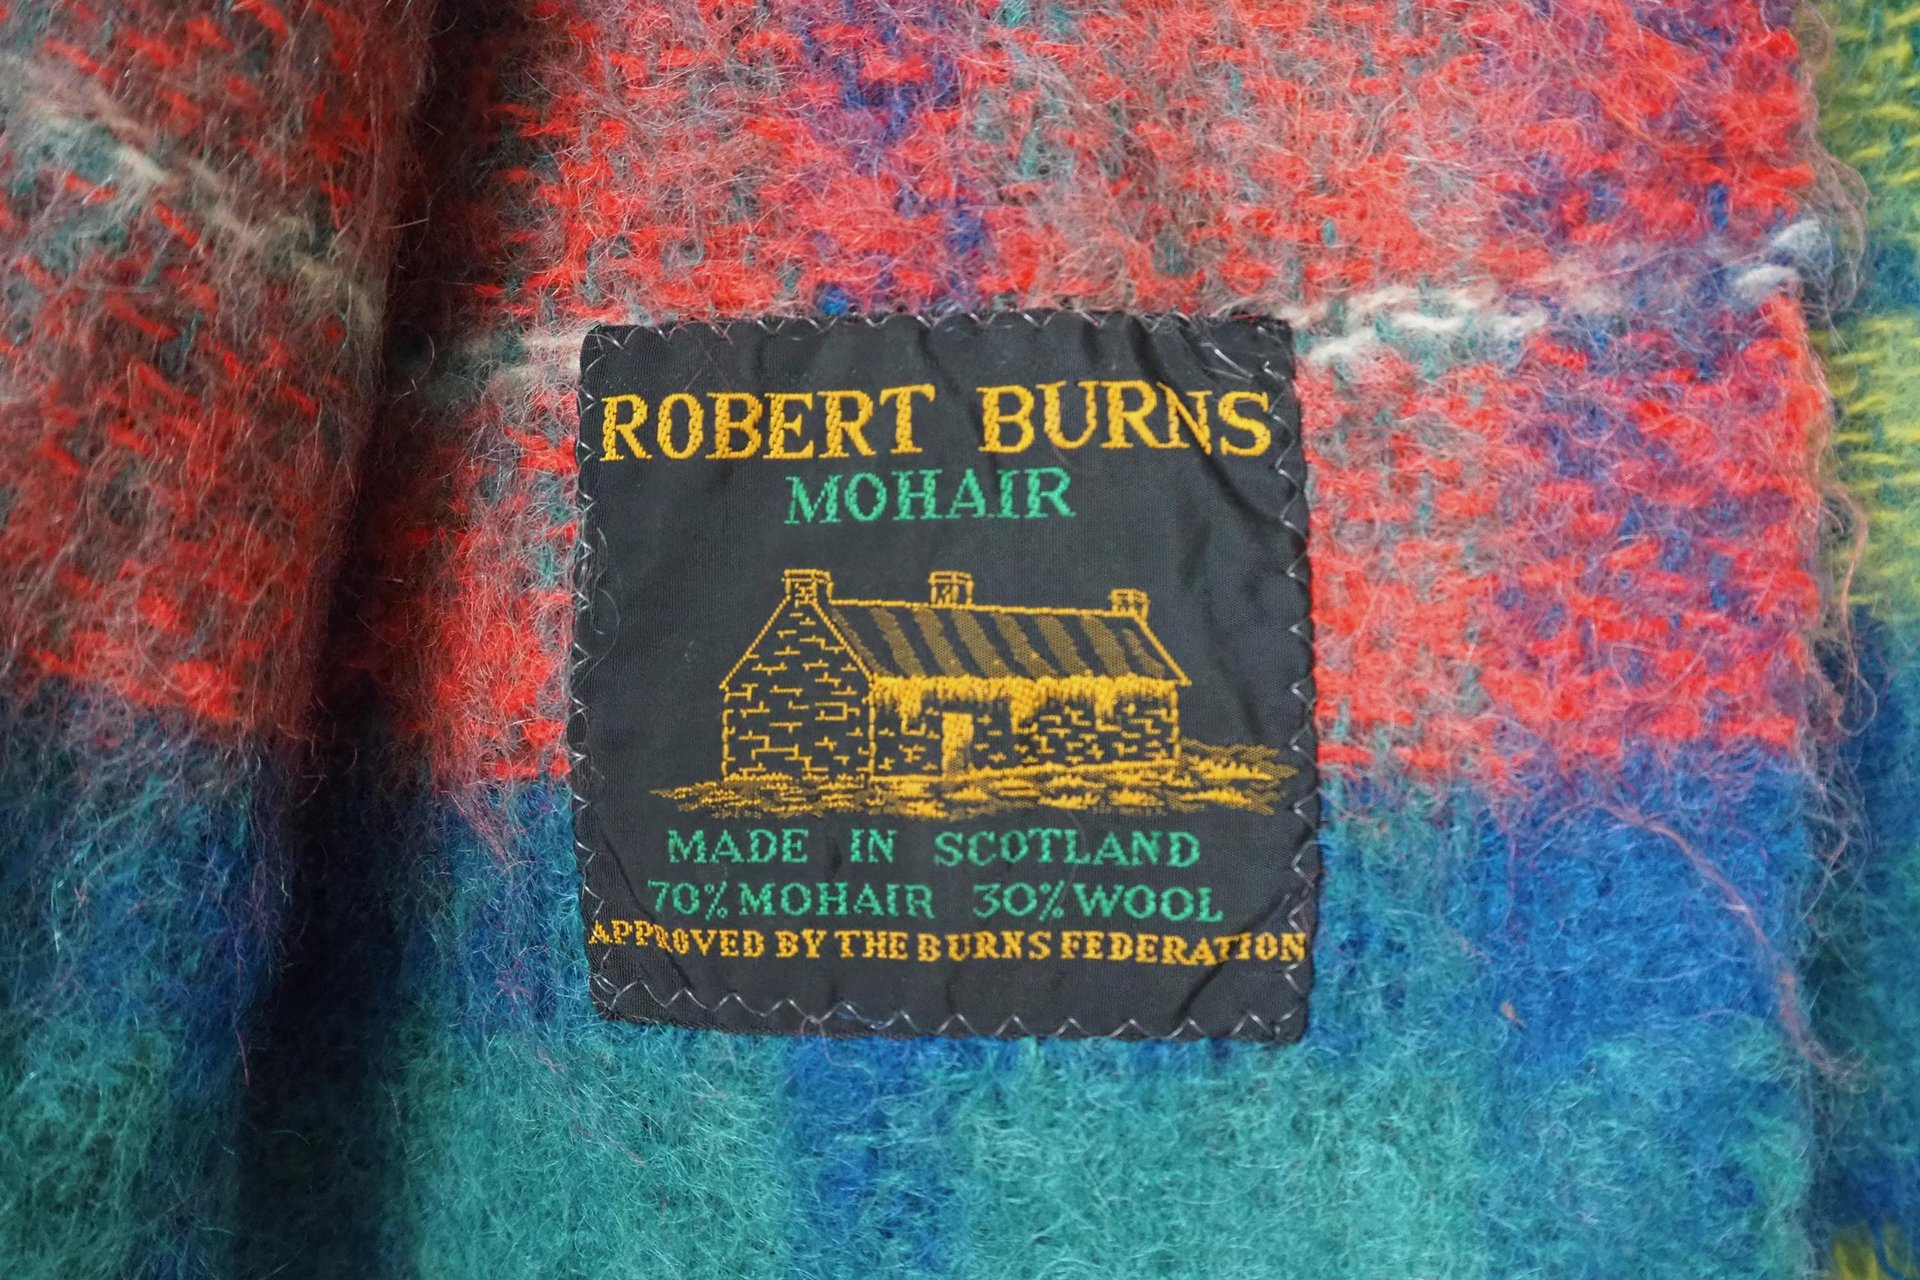 ROBERT BURNS
MOHAIR
MADE IN SCOTLAND
70% MOHAIR 30% WOOL
APPROVED BY THE BURNS FEDERATION